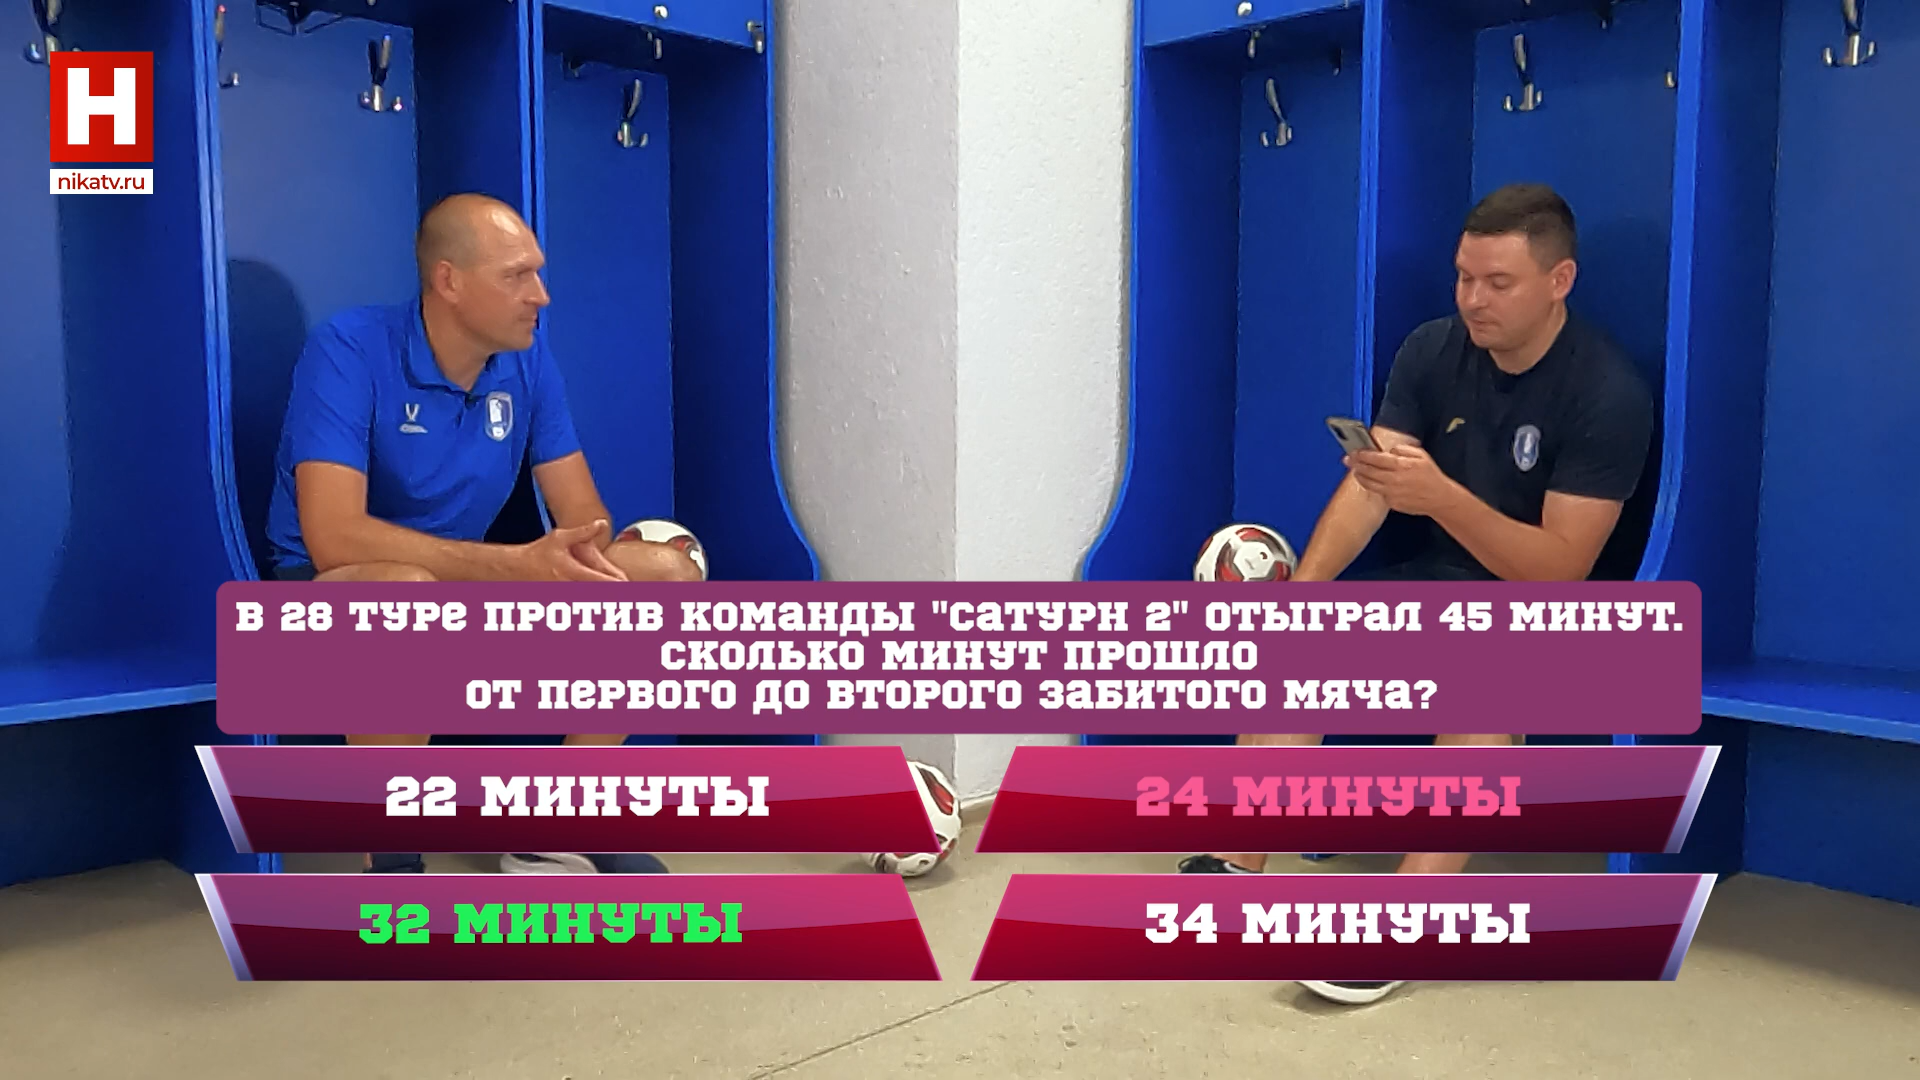 Н
nikatv.ru
В 28 ТУРЕ ПРОТИВ КОМАНДЫ "САТУРН 2" ОТЫГРАЛ 45 МИНУТ.
СКОЛЬКО МИНУТ ПРОШЛО
ОТ ПЕРВОГО ДО ВТОРОГО ЗАБИТОГО МЯЧА?
22 МИНУТЫ
24 МИНУТЫ
32 МИНУТЫ
34 МИНУТЫ